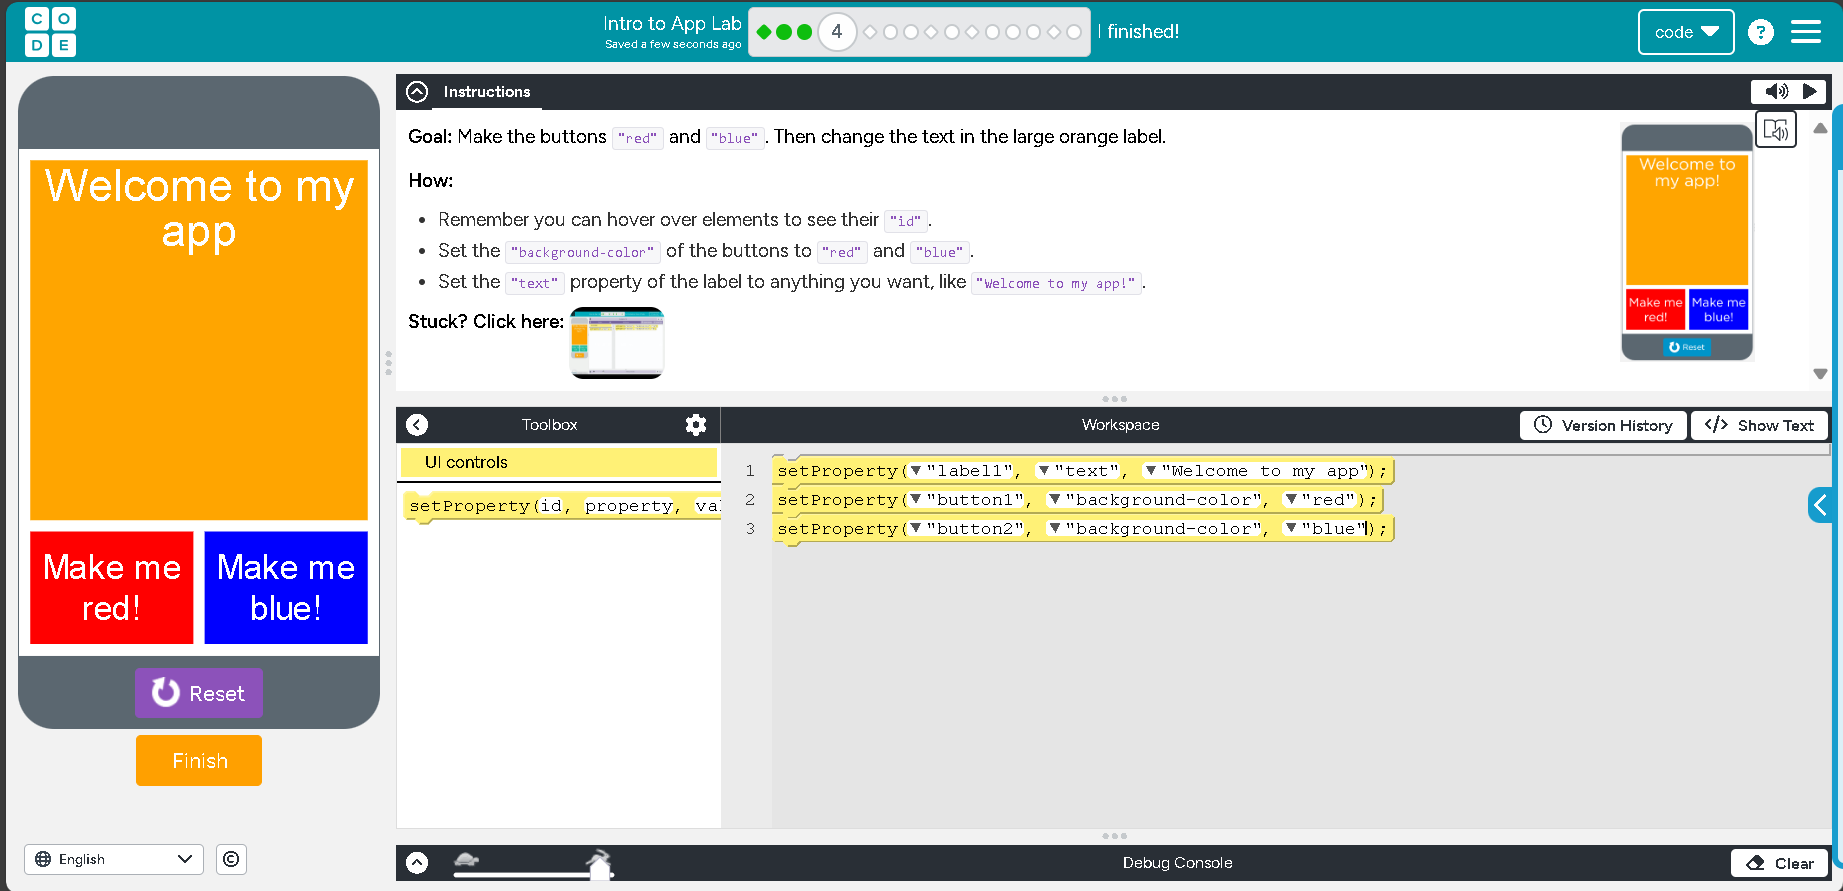 C O
D E
Intro to App Lab
Saved a few seconds ago
4
I finished!
code
?
Welcome to my
app
Make me
red!
Make me
blue!
Reset
Finish
English
©
Instructions
Goal: Make the buttons "red" and "blue". Then change the text in the large orange label.
How:
Remember you can hover over elements to see their "id".
Set the "background-color" of the buttons to "red" and "blue".
Set the "text" property of the label to anything you want, like "Welcome to my app!".
Stuck? Click here:
Welcome to
my app!
Make me
red!
Make me
blue!
Reset
Toolbox
Workspace
Version History
</> Show Text
UI controls
setProperty(id, property, val
1 setProperty(▼"label1", ▼"text", ▼"Welcome to my app");
2 setProperty(▼"button1", ▼"background-color", ▼"red");
3 setProperty(▼"button2", ▼"background-color", ▼"blue");
Debug Console
Clear